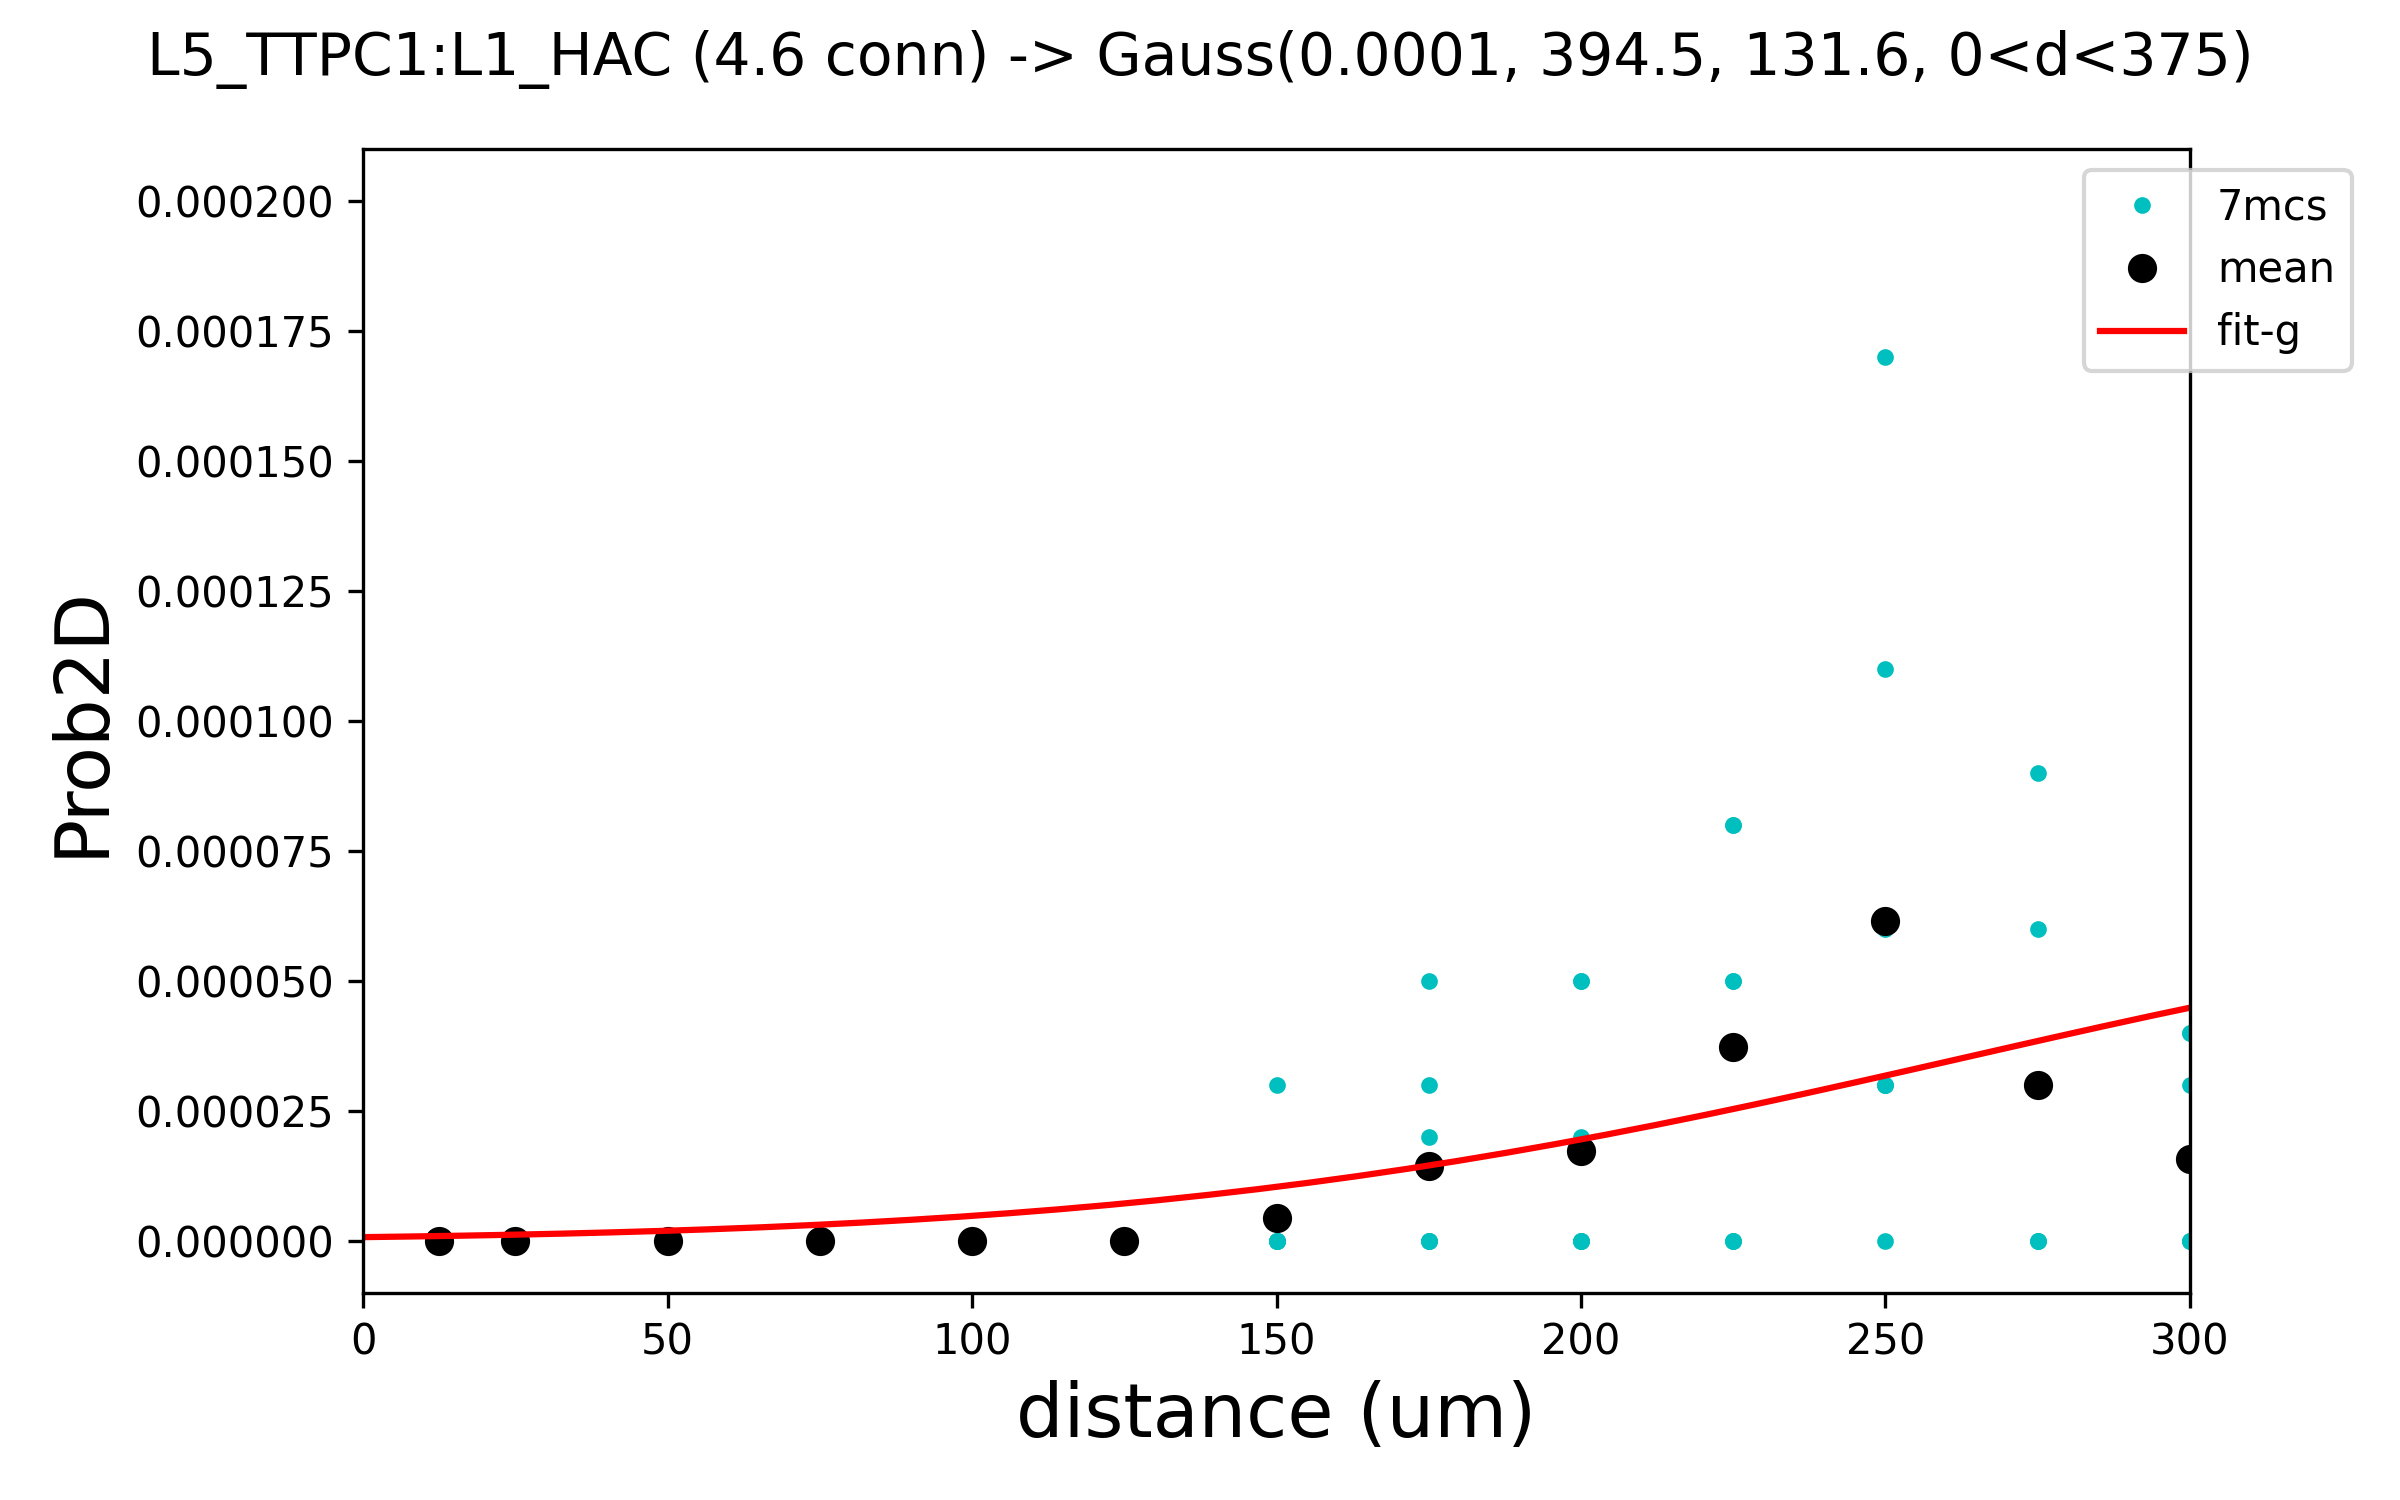 L5_TTPC1:L1_HAC (4.6 conn) -> Gauss(0.0001, 394.5, 131.6, 0<d<375)
7mcs
mean
fit-g
0.000200
0.000175
0.000150
0.000125
0.000100
0.000075
0.000050
0.000025
0.000000
Prob2D
0 50 100 150 200 250 300
distance (um)